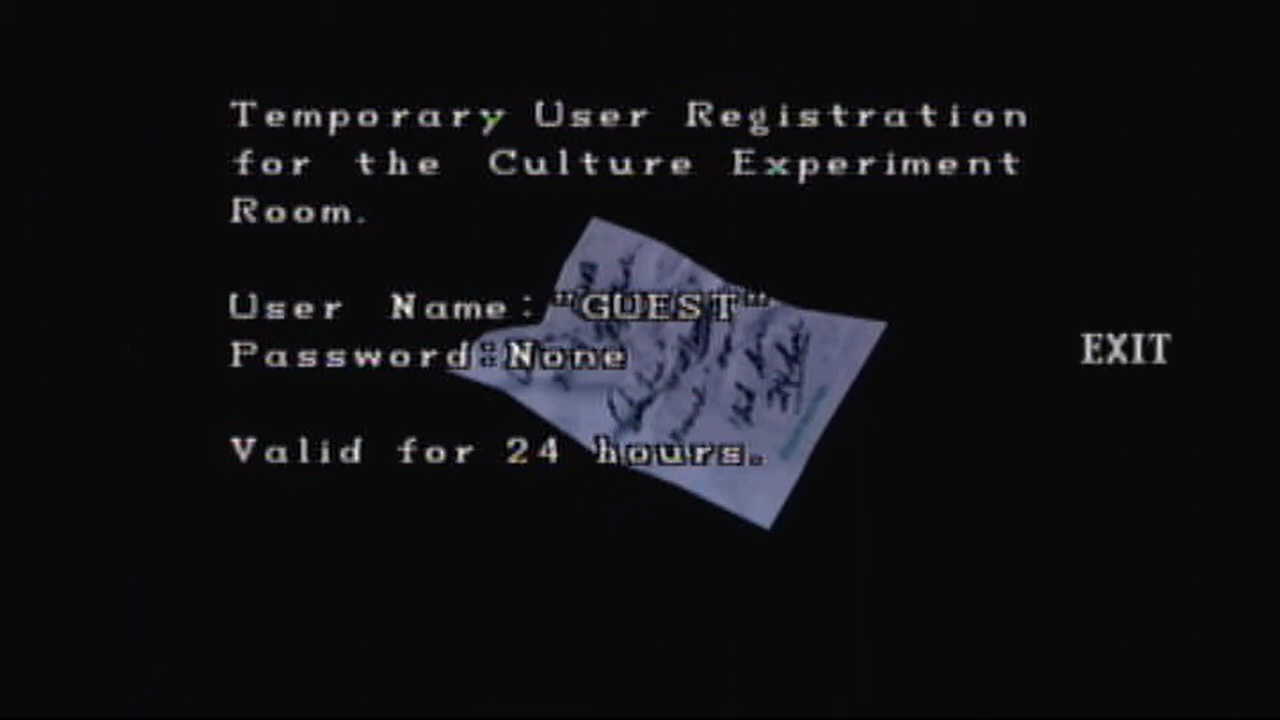 Temporary User Registration
for the Culture Experiment
Room.
User Name:"GUEST"
Password:None
EXIT
Valid for 24 hours.